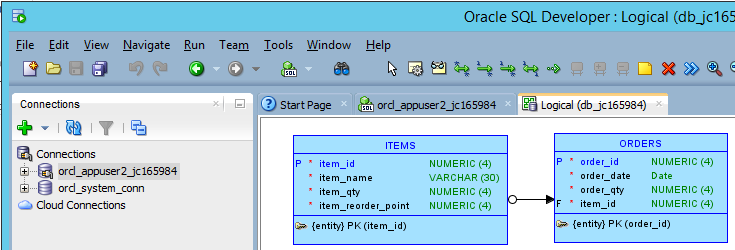 Oracle SQL Developer : Logical (db_jc165
File Edit View Navigate Run Team Tools Window Help
SQL
Connections
Start Page
orcl_appuser2_jc165984
Logical (db_jc165984)
Connections
orcl_appuser2_jc165984
orcl_system_conn
Cloud Connections
ITEMS
P * item_id NUMERIC (4)
* item_name VARCHAR (30)
* item_qty NUMERIC (4)
* item_reorder_point NUMERIC (4)
{entity} PK (item_id)
ORDERS
P * order_id NUMERIC (4)
* order_date Date
* order_qty NUMERIC (4)
F * item_id NUMERIC (4)
{entity} PK (order_id)